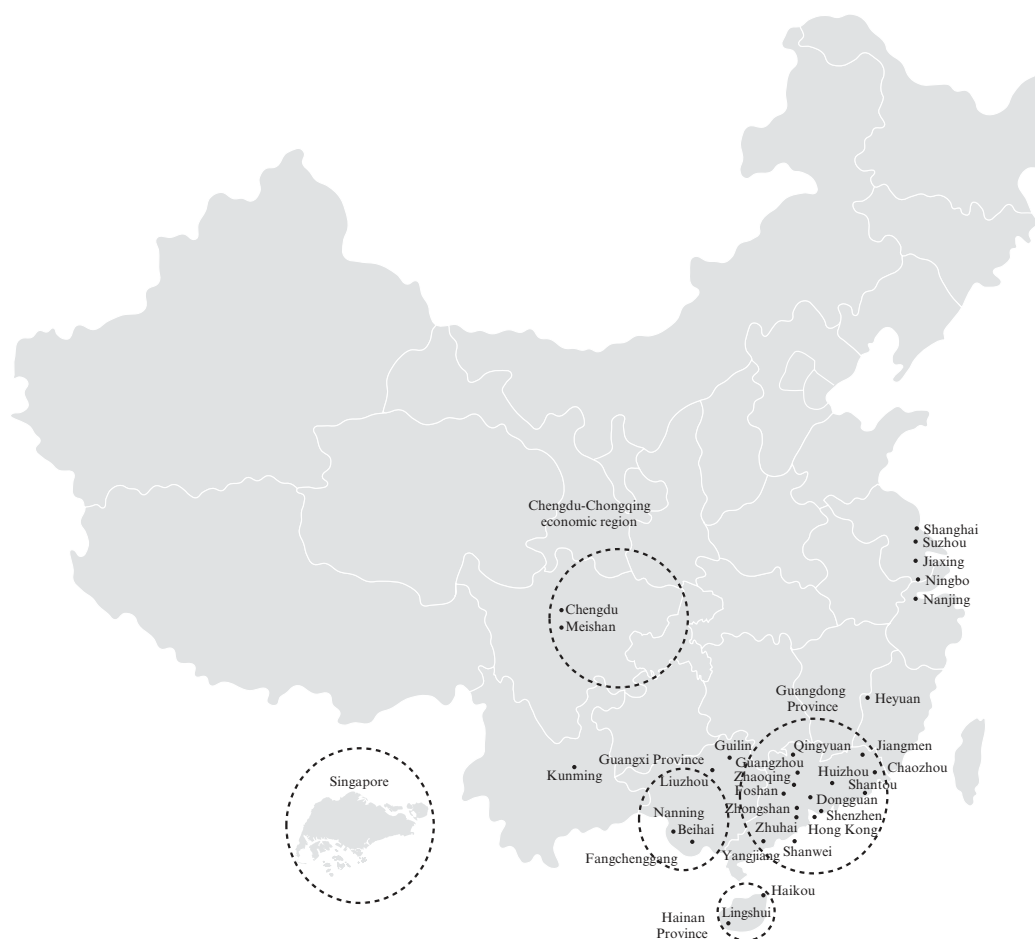 Chengdu-Chongqing
economic region
Shanghai
Suzhou
Jiaxing
Ningbo
Nanjing
Chengdu
Meishan
Guangdong
Province
Heyuan
Guilin
Qingyuan
Jiangmen
Guangxi Province
Guangzhou
Kunming
Liuzhou
Zhaoqing
Huizhou
Chaozhou
Singapore
Foshan
Shantou
Dongguan
Nanning
Zhongshan
Shenzhen
Beihai
Zhuhai
Hong Kong
Fangchenggang
Yangjiang
Shanwei
Haikou
Lingshui
Hainan
Province